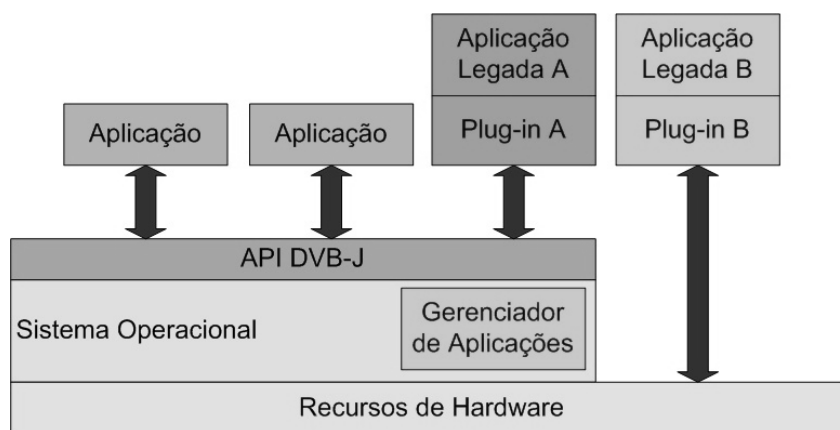 Aplicação
Legada A
Aplicação
Legada B
Aplicação
Aplicação
Plug-in A
Plug-in B
API DVB-J
Sistema Operacional
Gerenciador
de Aplicações
Recursos de Hardware